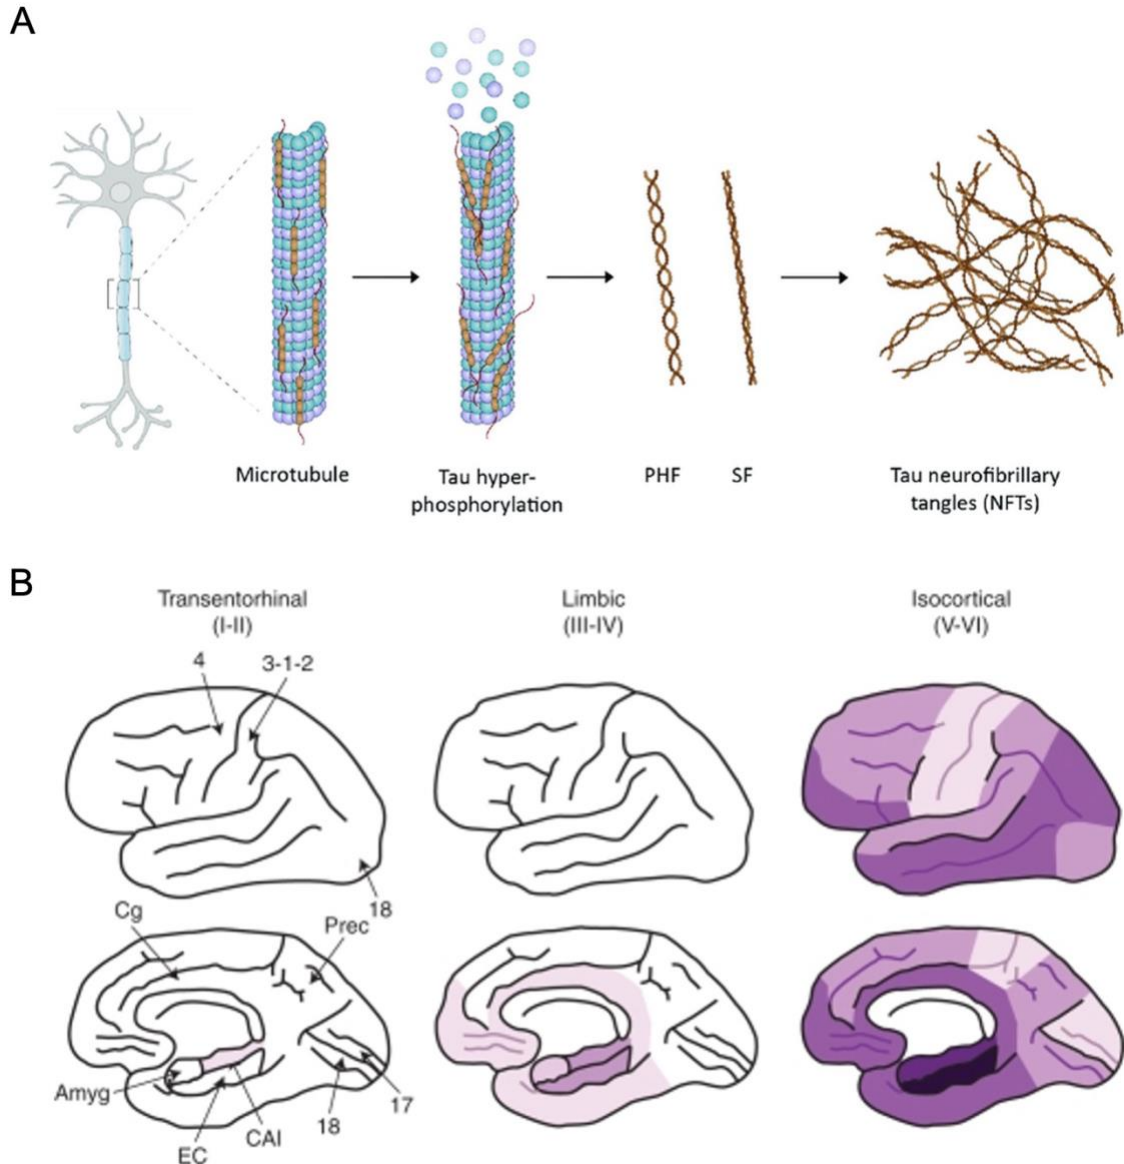 A
Microtubule
Tau hyper-
phosphorylation
PHF
SF
Tau neurofibrillary
tangles (NFTs)
B
Transentorhinal
(I-II)
Limbic
(III-IV)
Isocortical
(V-VI)
4
3-1-2
18
Cg
Prec
Amyg
EC
CAI
18
17